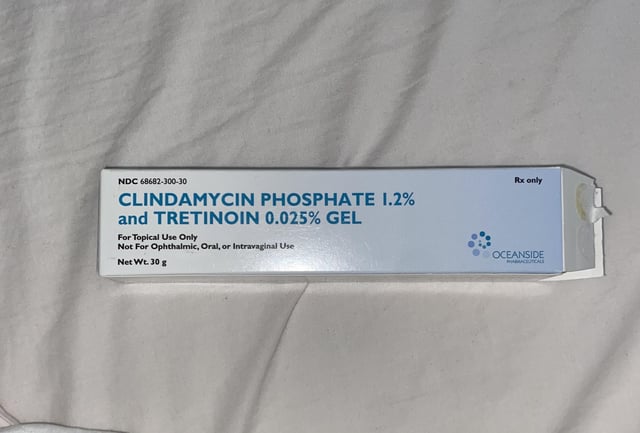 NDC 68682-300-30
Rx only
CLINDAMYCIN PHOSPHATE 1.2%
and TRETINOIN 0.025% GEL
For Topical Use Only
Not For Ophthalmic, Oral, or Intravaginal Use
Net Wt. 30 g
OCEANSIDE
PHARMACEUTICALS